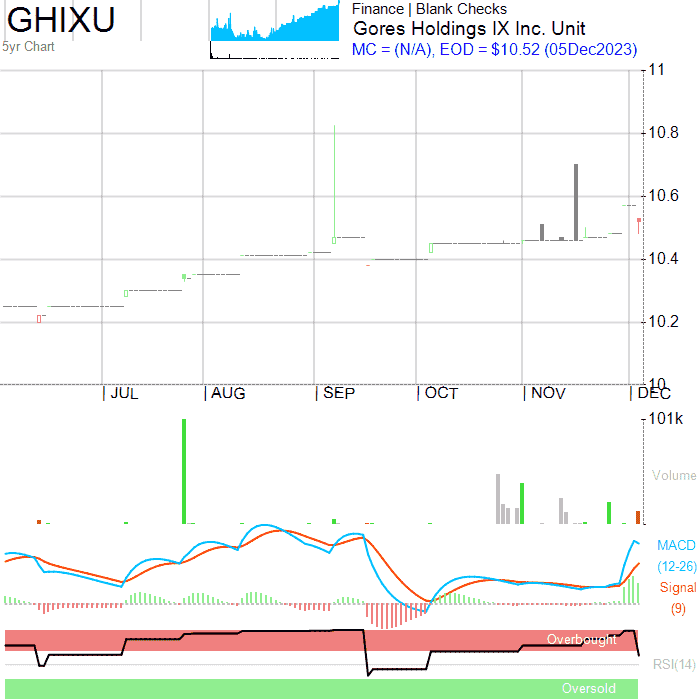 GHIXU
5yr Chart
Finance | Blank Checks
Gores Holdings IX Inc. Unit
MC = (N/A), EOD = $10.52 (05Dec2023)
11
10.8
10.6
10.4
10.2
10
| JUL | AUG | SEP | OCT | NOV | DEC
101k
Volume
MACD
(12-26)
Signal
(9)
Overbought
RSI(14)
Oversold